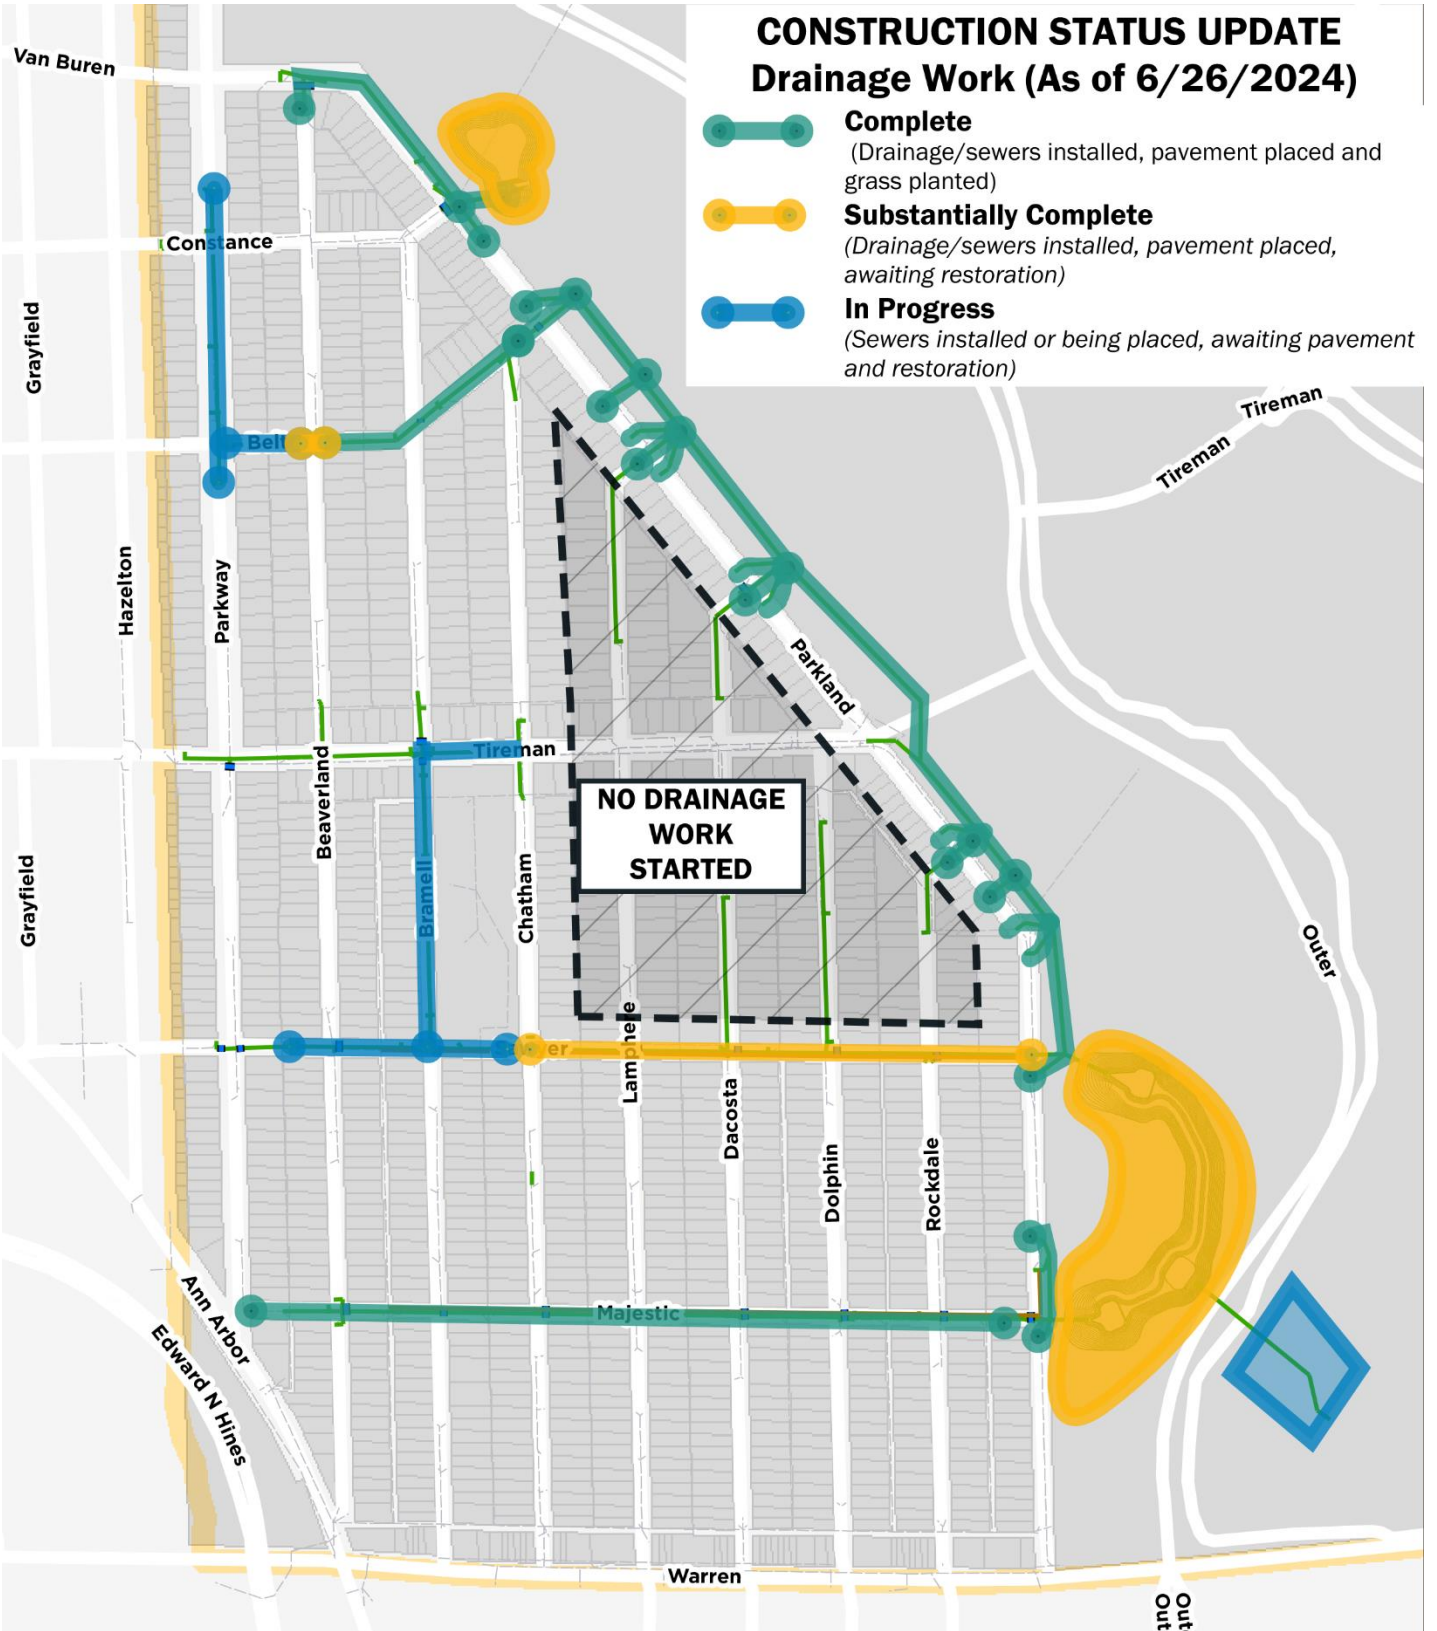 CONSTRUCTION STATUS UPDATE
Drainage Work (As of 6/26/2024)
Complete
(Drainage/sewers installed, pavement placed and
grass planted)
Substantially Complete
(Drainage/sewers installed, pavement placed,
awaiting restoration)
In Progress
(Sewers installed or being placed, awaiting pavement
and restoration)
Van Buren
Constance
Grayfield
Tireman
Tireman
Hazelton
Parkway
Parkland
Tireman
Beaverland
NO DRAINAGE
WORK
STARTED
Grayfield
Bramell
Chatham
Outer
Lamphere
Dacosta
Dolphin
Rockdale
Ann Arbor
Majestic
Edward N Hines
Warren
Out
Out